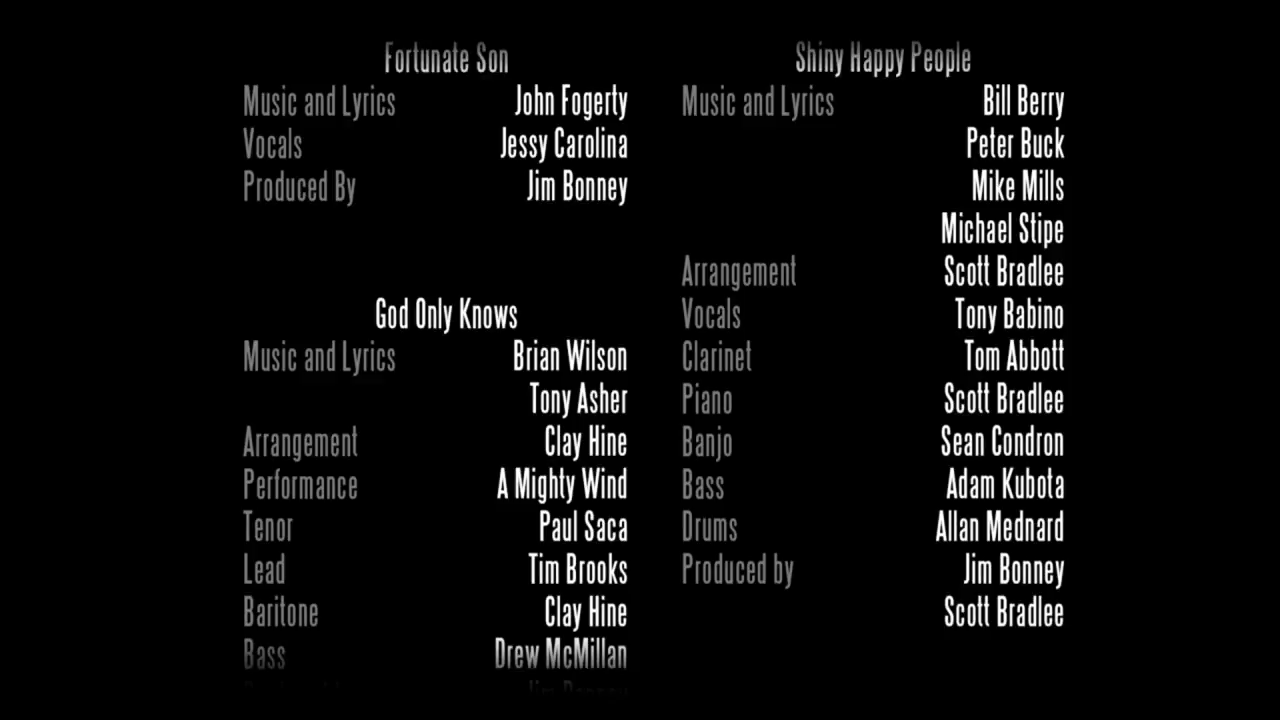 Fortunate Son
Music and Lyrics John Fogerty
Vocals Jessy Carolina
Produced By Jim Bonney
God Only Knows
Music and Lyrics Brian Wilson
Tony Asher
Arrangement Clay Hine
Performance A Mighty Wind
Tenor Paul Saca
Lead Tim Brooks
Baritone Clay Hine
Bass Drew McMillan
Shiny Happy People
Music and Lyrics Bill Berry
Peter Buck
Mike Mills
Michael Stipe
Arrangement Scott Bradlee
Vocals Tony Babino
Clarinet Tom Abbott
Piano Scott Bradlee
Banjo Sean Condron
Bass Adam Kubota
Drums Allan Mednard
Produced by Jim Bonney
Scott Bradlee